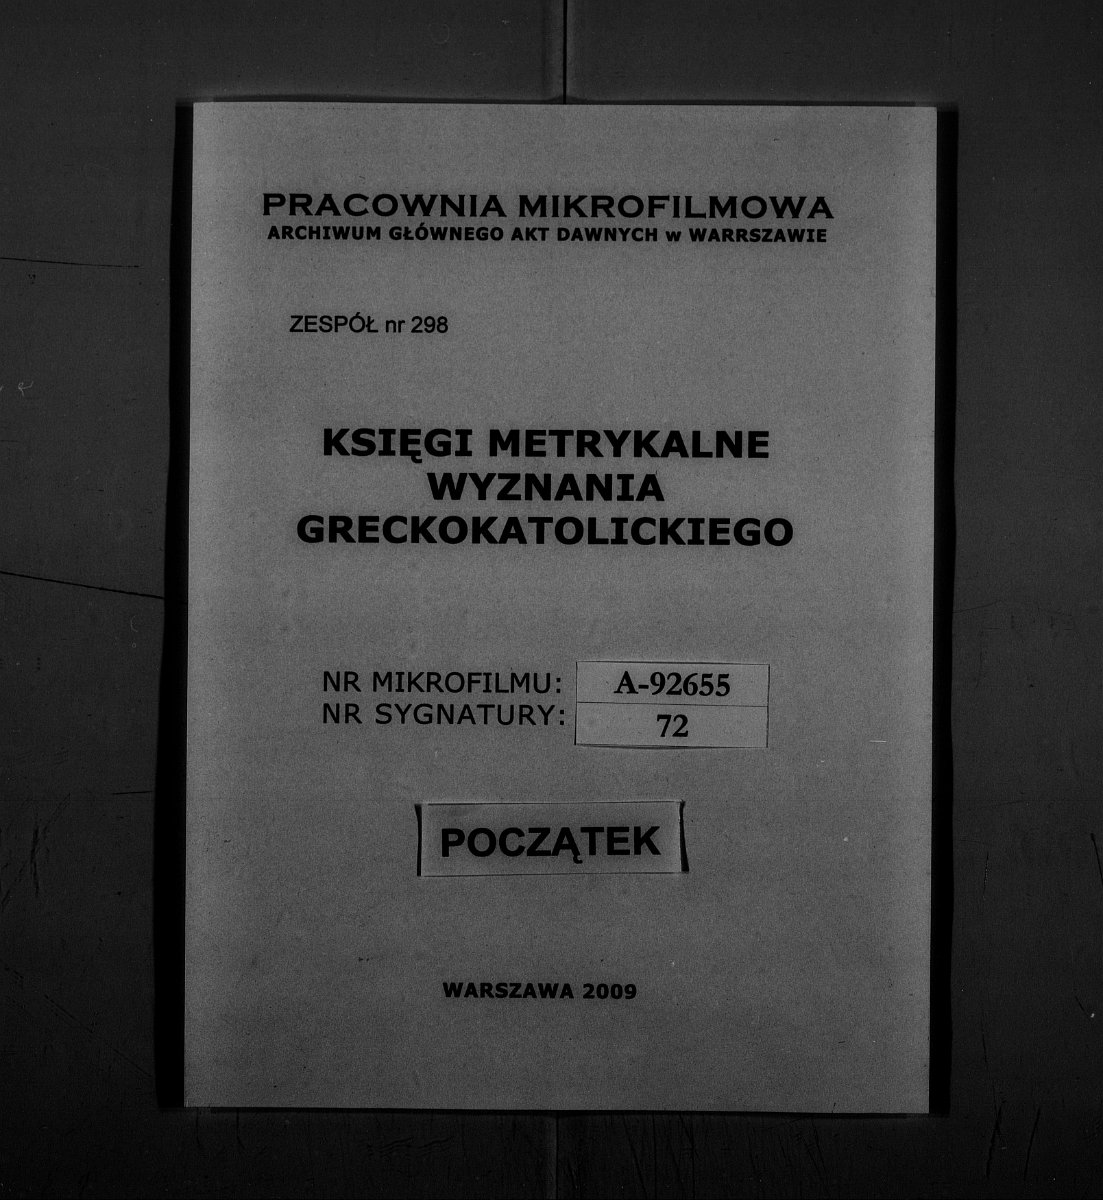 PRACOWNIA MIKROFILMOWA
ARCHIWUM GŁÓWNEGO AKT DAWNYCH w WARRSZAWIE
ZESPÓŁ nr 298
KSIĘGI METRYKALNE
WYZNANIA
GRECKOKATOLICKIEGO
NR MIKROFILMU: A-92655
NR SYGNATURY: 72
POCZĄTEK
WARSZAWA 2009